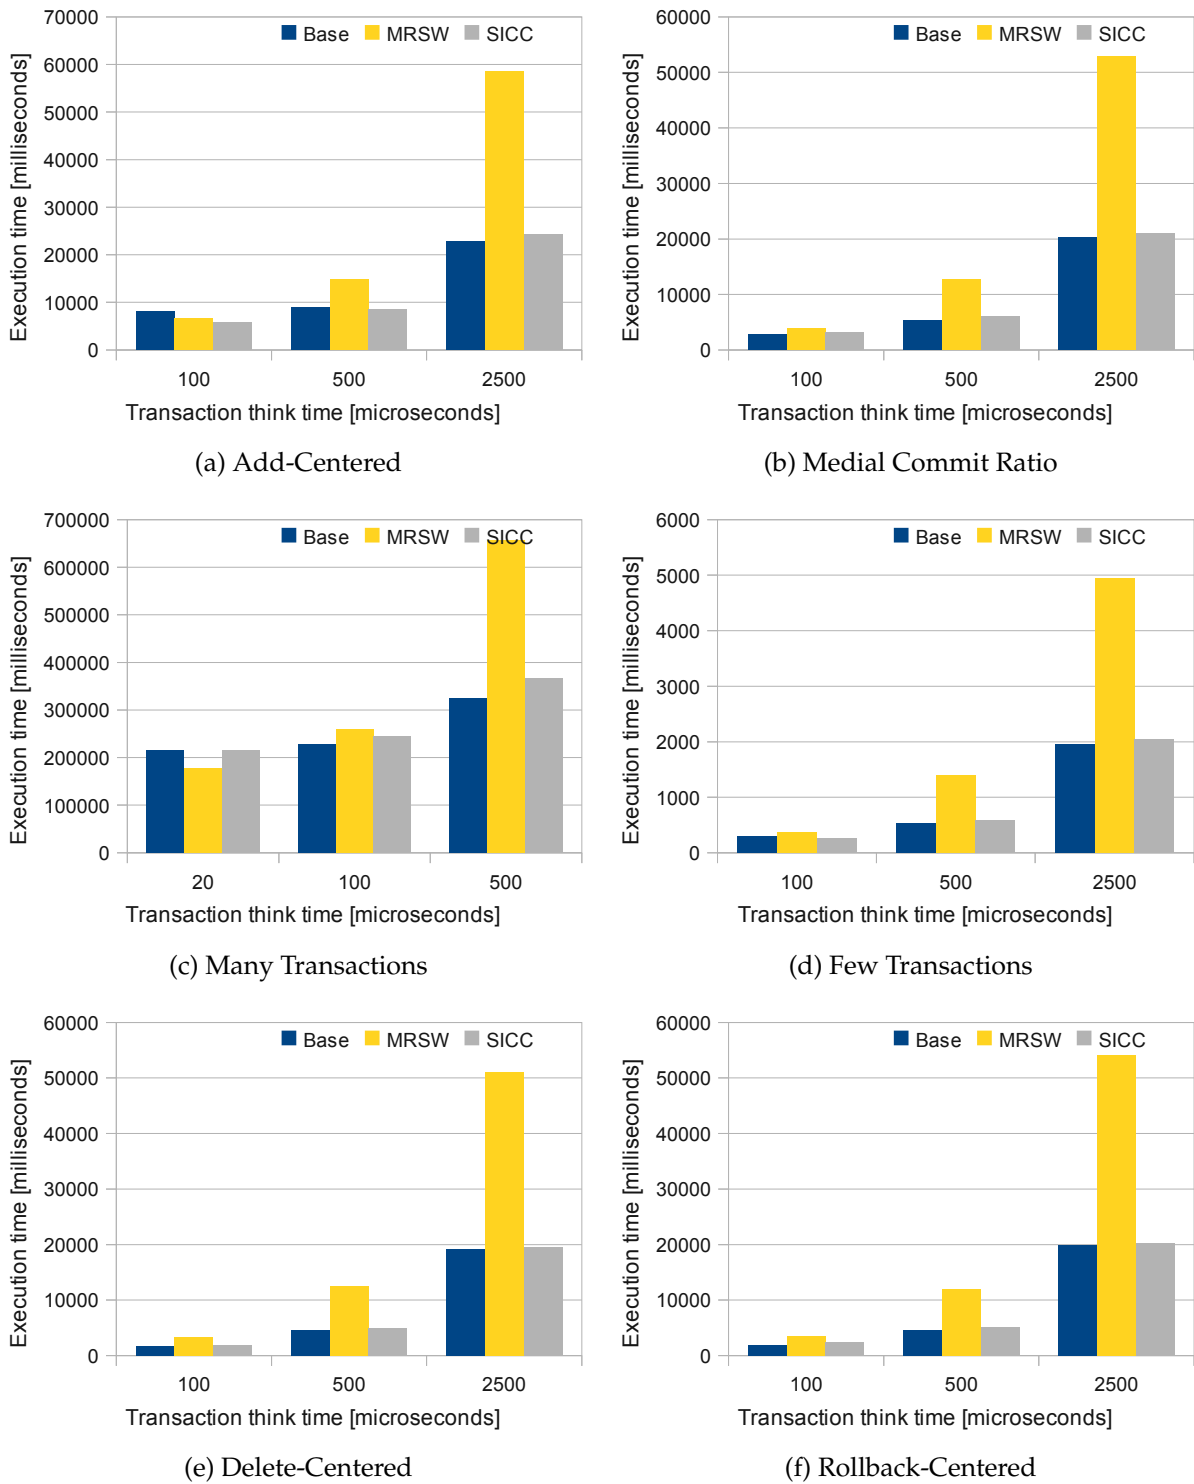 Execution time [milliseconds]
70000
60000
50000
40000
30000
20000
10000
0
Base MRSW SICC
100 500 2500
Transaction think time [microseconds]
(a) Add-Centered
Execution time [milliseconds]
60000
50000
40000
30000
20000
10000
0
Base MRSW SICC
100 500 2500
Transaction think time [microseconds]
(b) Medial Commit Ratio
Execution time [milliseconds]
700000
600000
500000
400000
300000
200000
100000
0
Base MRSW SICC
20 100 500
Transaction think time [microseconds]
(c) Many Transactions
Execution time [milliseconds]
6000
5000
4000
3000
2000
1000
0
Base MRSW SICC
100 500 2500
Transaction think time [microseconds]
(d) Few Transactions
Execution time [milliseconds]
60000
50000
40000
30000
20000
10000
0
Base MRSW SICC
100 500 2500
Transaction think time [microseconds]
(e) Delete-Centered
Execution time [milliseconds]
60000
50000
40000
30000
20000
10000
0
Base MRSW SICC
100 500 2500
Transaction think time [microseconds]
(f) Rollback-Centered